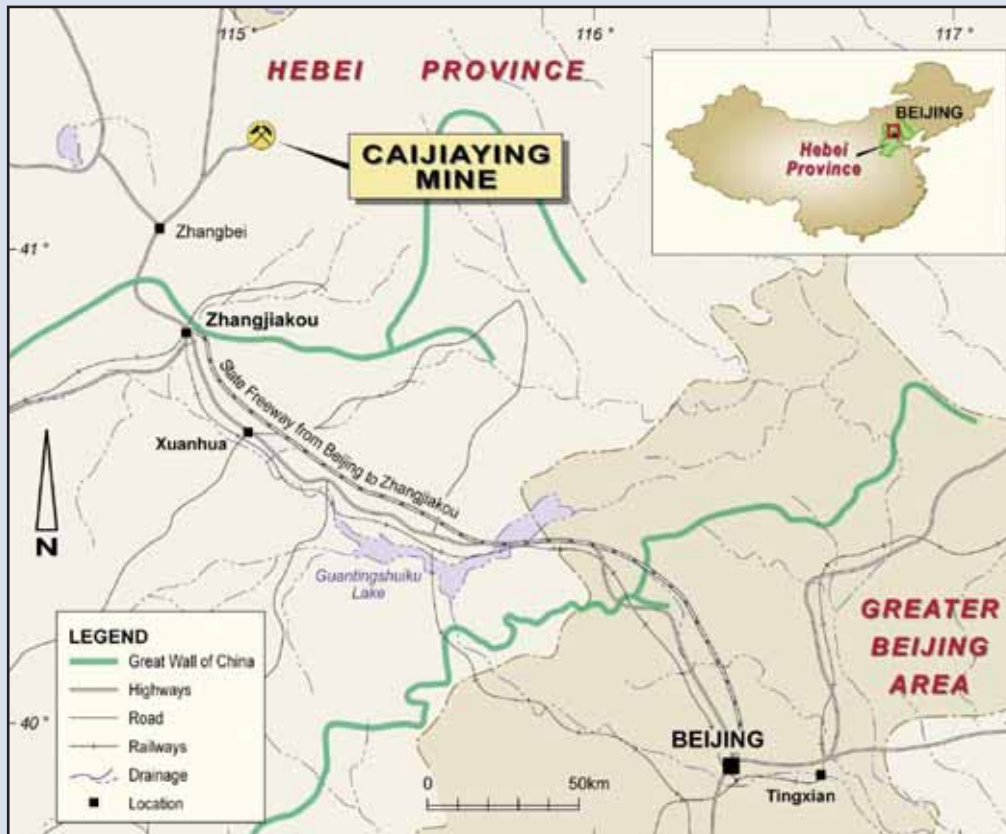 115°
116°
117°
HEBEI PROVINCE
BEIJING
Hebei
Province
CAIJIAYING
MINE
Zhangbei
41°
Zhangjiakou
State Freeway from Beijing to Zhangjiakou
Xuanhua
N
Guantingshuiku
Lake
GREATER
BEIJING
AREA
LEGEND
Great Wall of China
Highways
Road
Railways
Drainage
Location
40°
BEIJING
0 50km
Tingxian